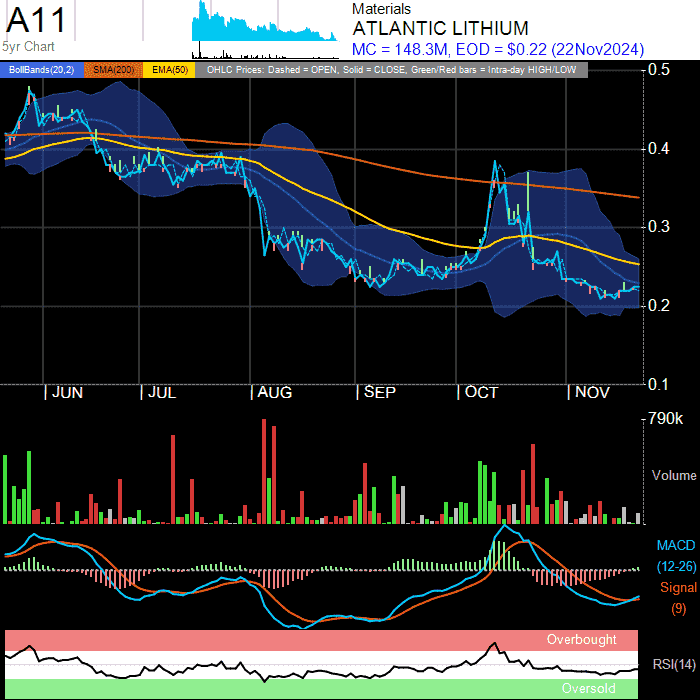 A11
5yr Chart
Materials
ATLANTIC LITHIUM
MC = 148.3M, EOD = $0.22 (22Nov2024)
BollBands(20,2) SMA(200) EMA(50) OHLC Prices: Dashed = OPEN, Solid = CLOSE, Green/Red bars = Intra-day HIGH/LOW
0.5
0.4
0.3
0.2
0.1
JUN JUL AUG SEP OCT NOV
790k
Volume
MACD
(12-26)
Signal
(9)
Overbought
RSI(14)
Oversold